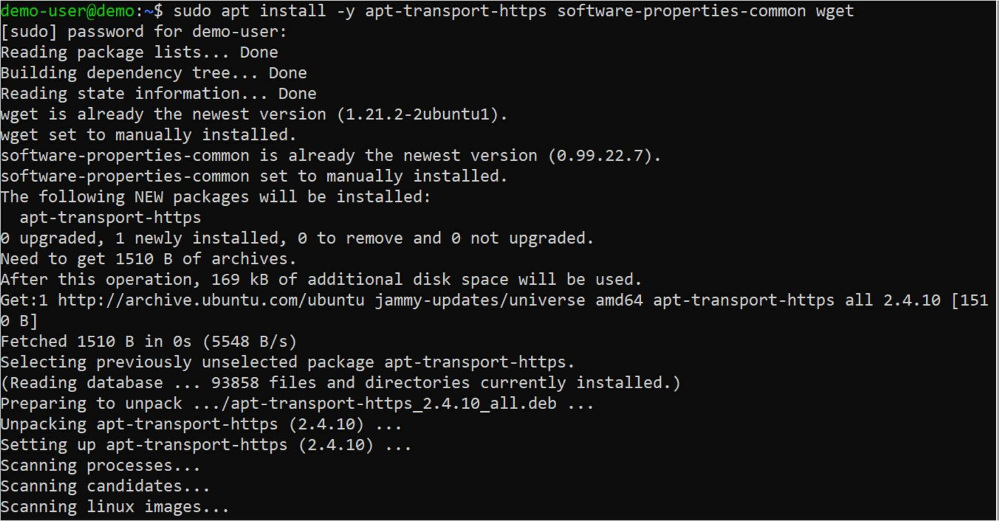 demo-user@demo:~$ sudo apt install -y apt-transport-https software-properties-common wget
[sudo] password for demo-user:
Reading package lists... Done
Building dependency tree... Done
Reading state information... Done
wget is already the newest version (1.21.2-2ubuntu1).
wget set to manually installed.
software-properties-common is already the newest version (0.99.22.7).
software-properties-common set to manually installed.
The following NEW packages will be installed:
  apt-transport-https
0 upgraded, 1 newly installed, 0 to remove and 0 not upgraded.
Need to get 1510 B of archives.
After this operation, 169 kB of additional disk space will be used.
Get:1 http://archive.ubuntu.com/ubuntu jammy-updates/universe amd64 apt-transport-https all 2.4.10 [151
0 B]
Fetched 1510 B in 0s (5548 B/s)
Selecting previously unselected package apt-transport-https.
(Reading database ... 93858 files and directories currently installed.)
Preparing to unpack .../apt-transport-https_2.4.10_all.deb ...
Unpacking apt-transport-https (2.4.10) ...
Setting up apt-transport-https (2.4.10) ...
Scanning processes...
Scanning candidates...
Scanning linux images...